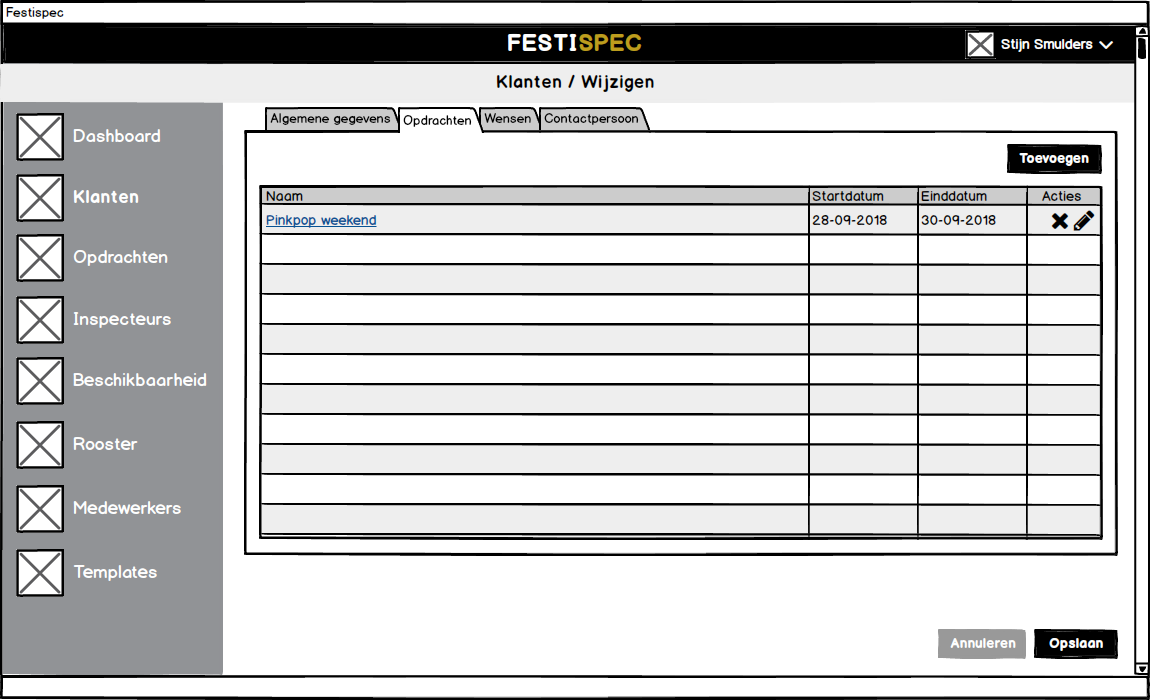 Festispec
FESTISPEC
Stijn Smulders
Klanten / Wijzigen
Dashboard
Klanten
Opdrachten
Inspecteurs
Beschikbaarheid
Rooster
Medewerkers
Templates
Algemene gegevens Opdrachten Wensen Contactpersoon
Toevoegen
Naam Startdatum Einddatum Acties
Pinkpop weekend 28-09-2018 30-09-2018
Annuleren Opslaan